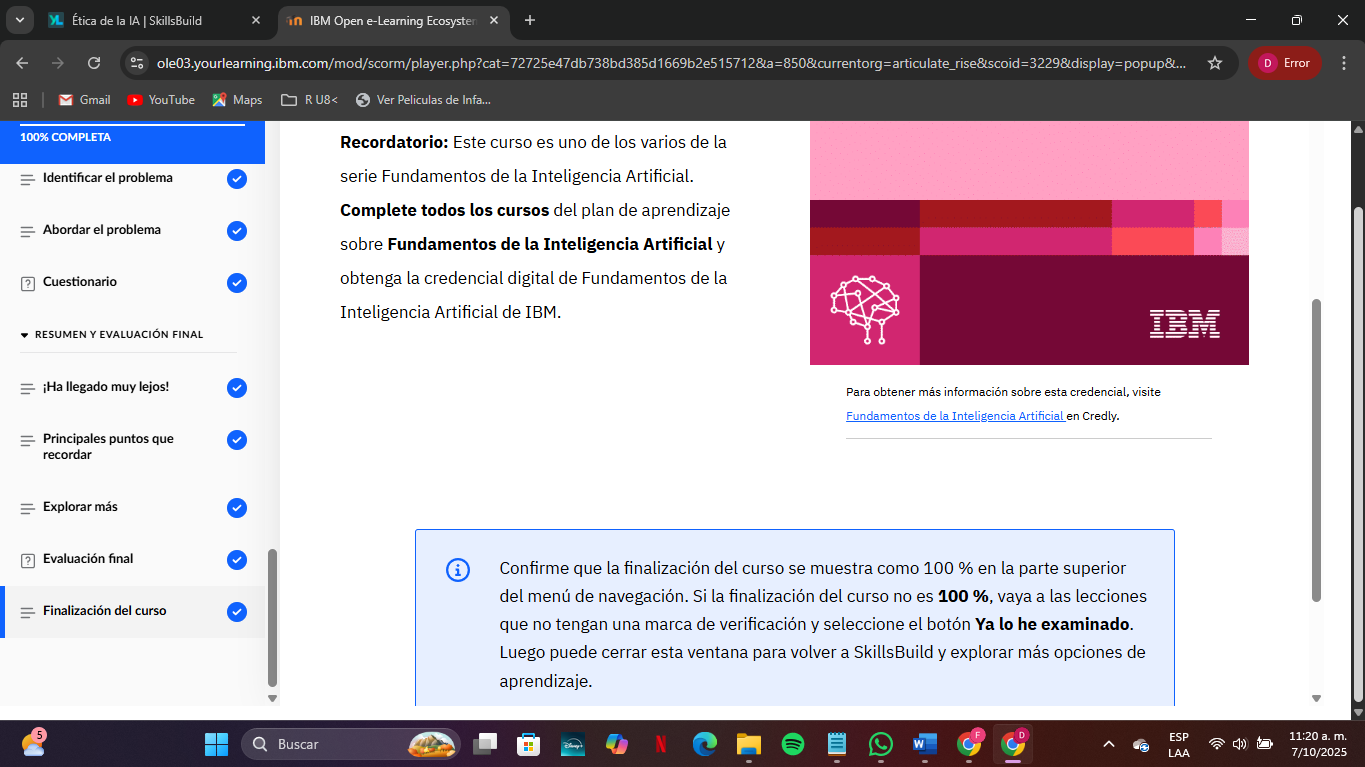 Ética de la IA | SkillsBuild
IBM Open e-Learning Ecosystem
ole03.yourlearning.ibm.com/mod/scorm/player.php?cat=72725e47db738bd385d1669b2e515712&a=850&currentorg=articulate_rise&scoid=3229&display=popup&...
D Error
Gmail
YouTube
Maps
R U8<
Ver Peliculas de Infa...
100% COMPLETA
Identificar el problema
Abordar el problema
Cuestionario
RESUMEN Y EVALUACIÓN FINAL
¡Ha llegado muy lejos!
Principales puntos que
recordar
Explorar más
Evaluación final
Finalización del curso
Recordatorio: Este curso es uno de los varios de la
serie Fundamentos de la Inteligencia Artificial.
Complete todos los cursos del plan de aprendizaje
sobre Fundamentos de la Inteligencia Artificial y
obtenga la credencial digital de Fundamentos de la
Inteligencia Artificial de IBM.
IBM
Para obtener más información sobre esta credencial, visite
Fundamentos de la Inteligencia Artificial en Credly.
Confirme que la finalización del curso se muestra como 100 % en la parte superior
del menú de navegación. Si la finalización del curso no es 100 %, vaya a las lecciones
que no tengan una marca de verificación y seleccione el botón Ya lo he examinado.
Luego puede cerrar esta ventana para volver a SkillsBuild y explorar más opciones de
aprendizaje.
5
Buscar
Disney+
N
W
F
D
ESP
LAA
11:20 a. m.
7/10/2025